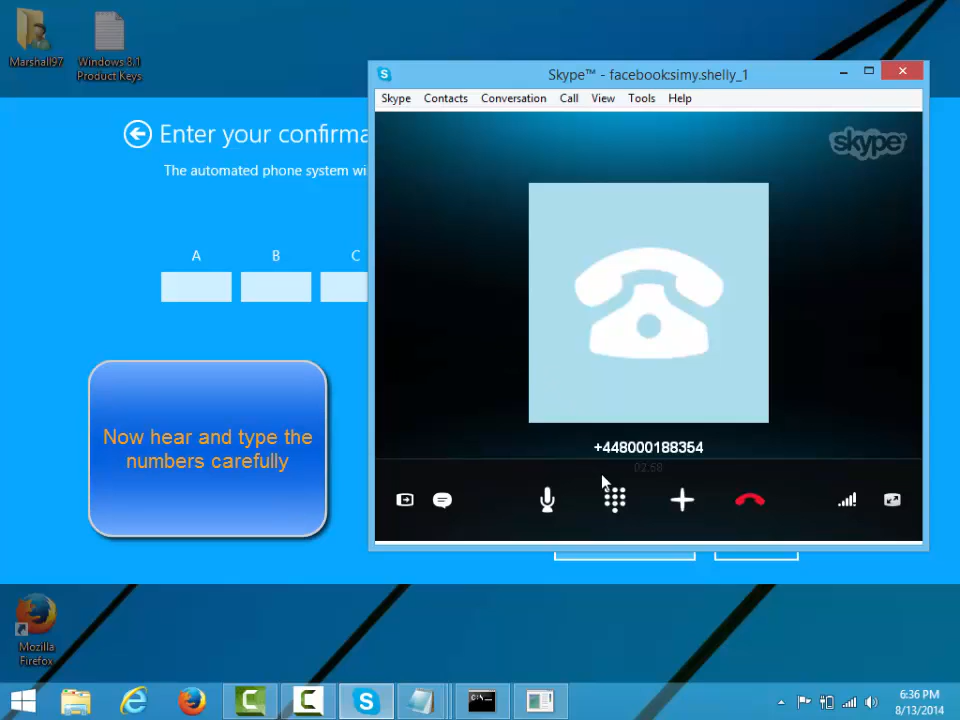 Marshall97
Windows 8.1
Product Keys
Skype™ - facebook:simy.shelly_1
Skype Contacts Conversation Call View Tools Help
skype
Enter your confirma
The automated phone system wi
A B C
Now hear and type the
numbers carefully
+448000188354
02:58
Mozilla
Firefox
6:36 PM
8/13/2014